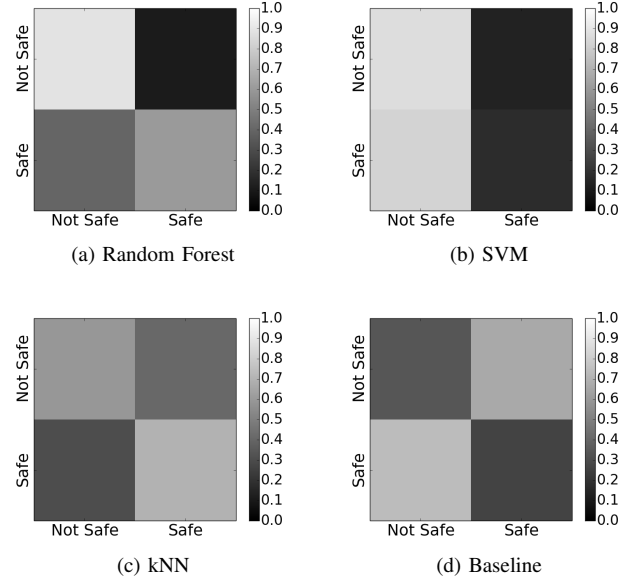 Not Safe
Safe
Not Safe Safe
1.0
0.9
0.8
0.7
0.6
0.5
0.4
0.3
0.2
0.1
0.0
(a) Random Forest
Not Safe
Safe
Not Safe Safe
1.0
0.9
0.8
0.7
0.6
0.5
0.4
0.3
0.2
0.1
0.0
(b) SVM
Not Safe
Safe
Not Safe Safe
1.0
0.9
0.8
0.7
0.6
0.5
0.4
0.3
0.2
0.1
0.0
(c) kNN
Not Safe
Safe
Not Safe Safe
1.0
0.9
0.8
0.7
0.6
0.5
0.4
0.3
0.2
0.1
0.0
(d) Baseline